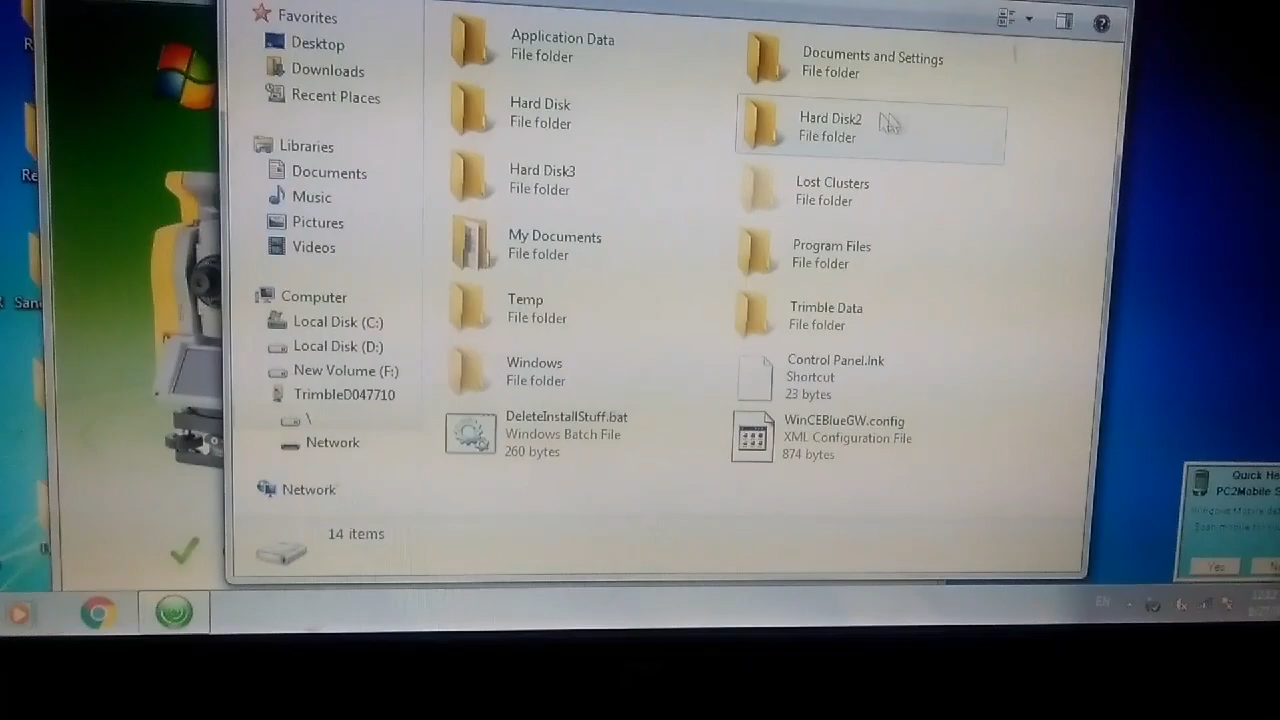 Favorites
Desktop
Downloads
Recent Places
Libraries
Documents
Music
Pictures
Videos
Computer
Local Disk (C:)
Local Disk (D:)
New Volume (F:)
TrimbleD047710
\
Network
Network
Application Data
File folder
Documents and Settings
File folder
Hard Disk
File folder
Hard Disk2
File folder
Hard Disk3
File folder
Lost Clusters
File folder
My Documents
File folder
Program Files
File folder
Temp
File folder
Trimble Data
File folder
Windows
File folder
Control Panel.lnk
Shortcut
23 bytes
DeleteInstallStuff.bat
Windows Batch File
260 bytes
WinCEBlueGW.config
XML Configuration File
874 bytes
14 items
Quick He
PC2Mobile S
Yes
EN